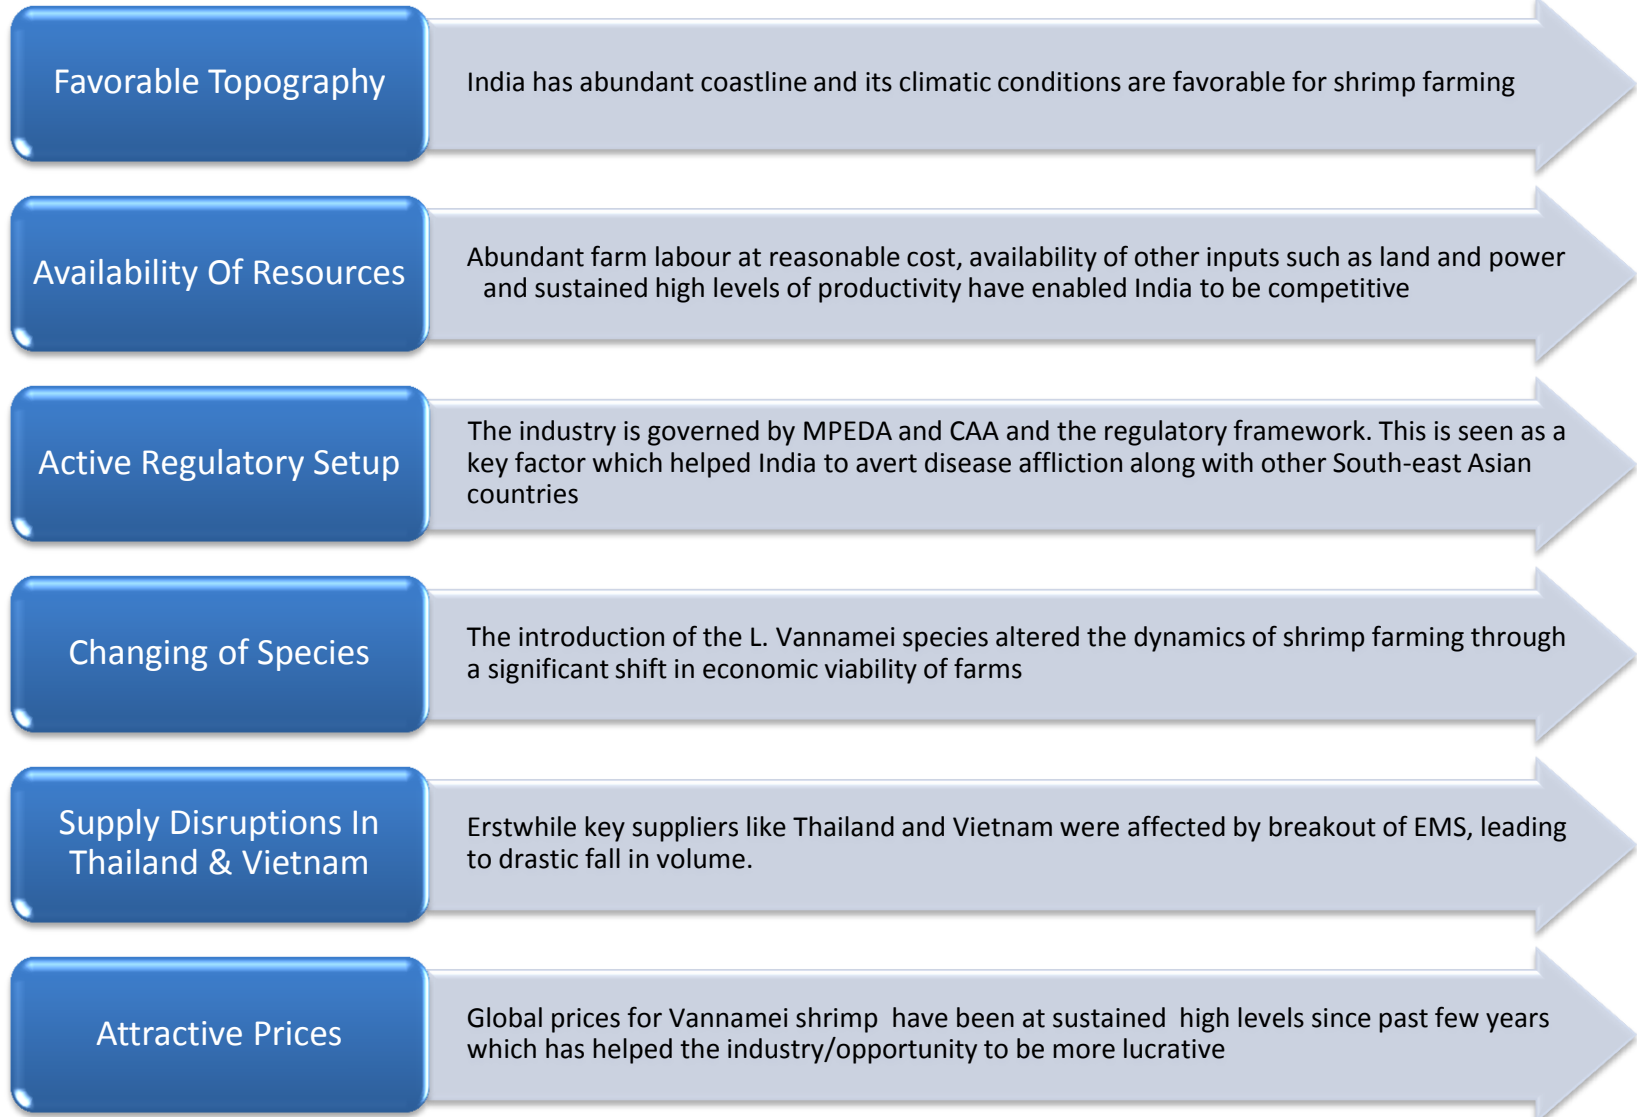 Favorable Topography
India has abundant coastline and its climatic conditions are favorable for shrimp farming
Availability Of Resources
Abundant farm labour at reasonable cost, availability of other inputs such as land and power
and sustained high levels of productivity have enabled India to be competitive
Active Regulatory Setup
The industry is governed by MPEDA and CAA and the regulatory framework. This is seen as a
key factor which helped India to avert disease affliction along with other South-east Asian
countries
Changing of Species
The introduction of the L. Vannamei species altered the dynamics of shrimp farming through
a significant shift in economic viability of farms
Supply Disruptions In
Thailand & Vietnam
Erstwhile key suppliers like Thailand and Vietnam were affected by breakout of EMS, leading
to drastic fall in volume.
Attractive Prices
Global prices for Vannamei shrimp have been at sustained high levels since past few years
which has helped the industry/opportunity to be more lucrative